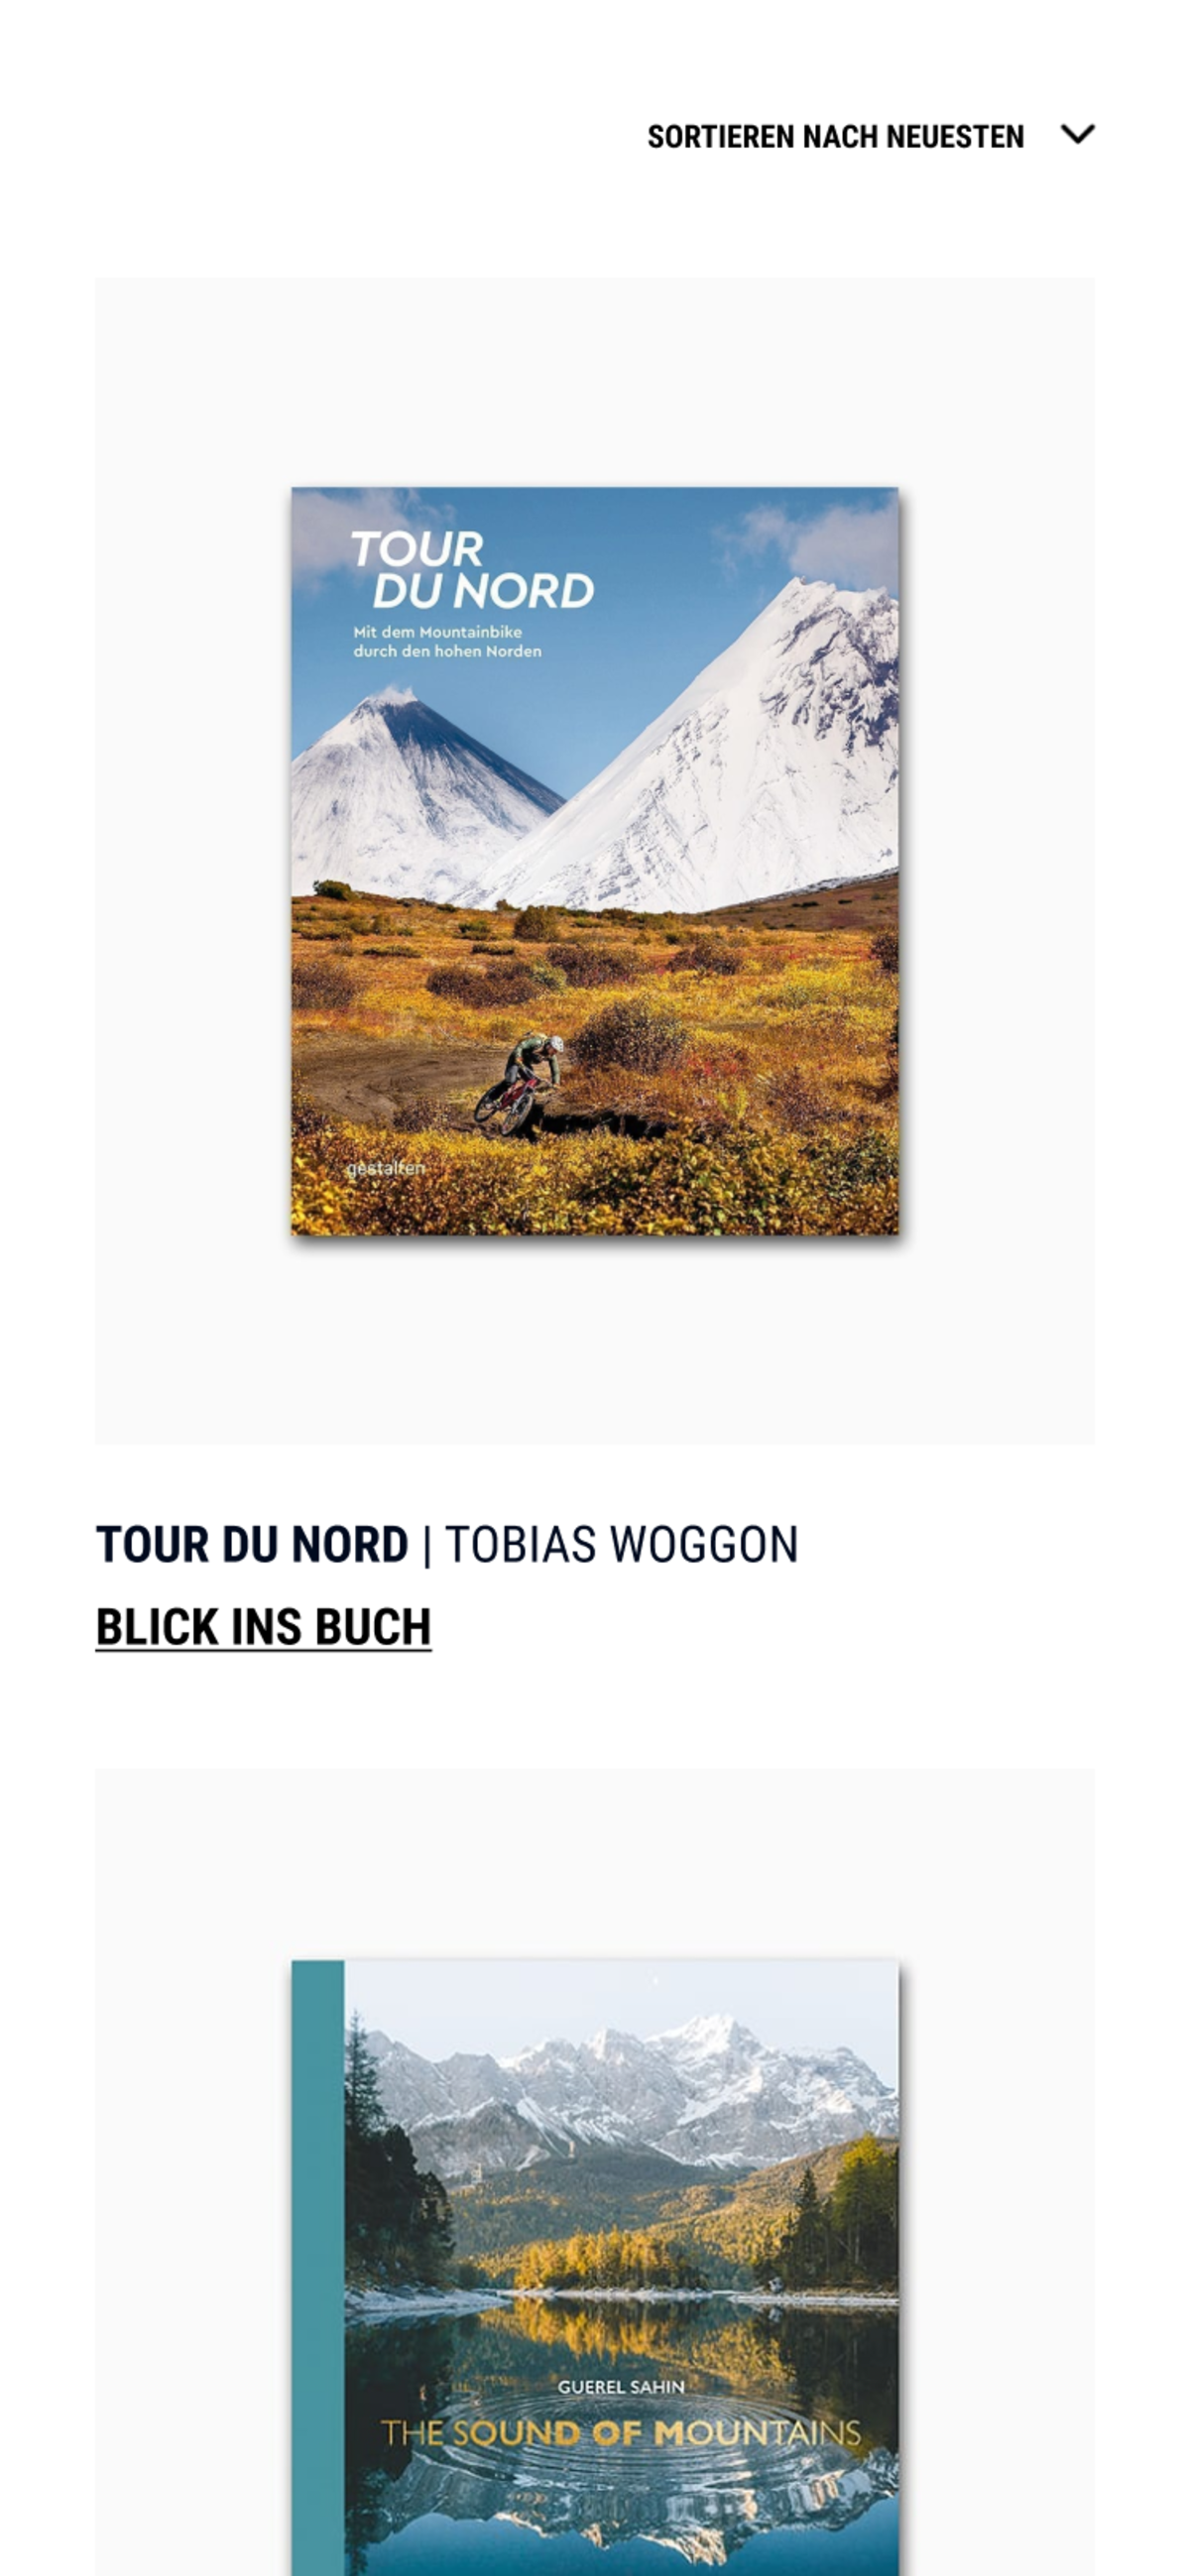 SORTIEREN NACH NEUESTEN
TOUR
DU NORD
Mit dem Mountainbike
durch den hohen Norden
gestalten
TOUR DU NORD | TOBIAS WOGGON
BLICK INS BUCH
GUEREL SAHIN
THE SOUND OF MOUNTAINS